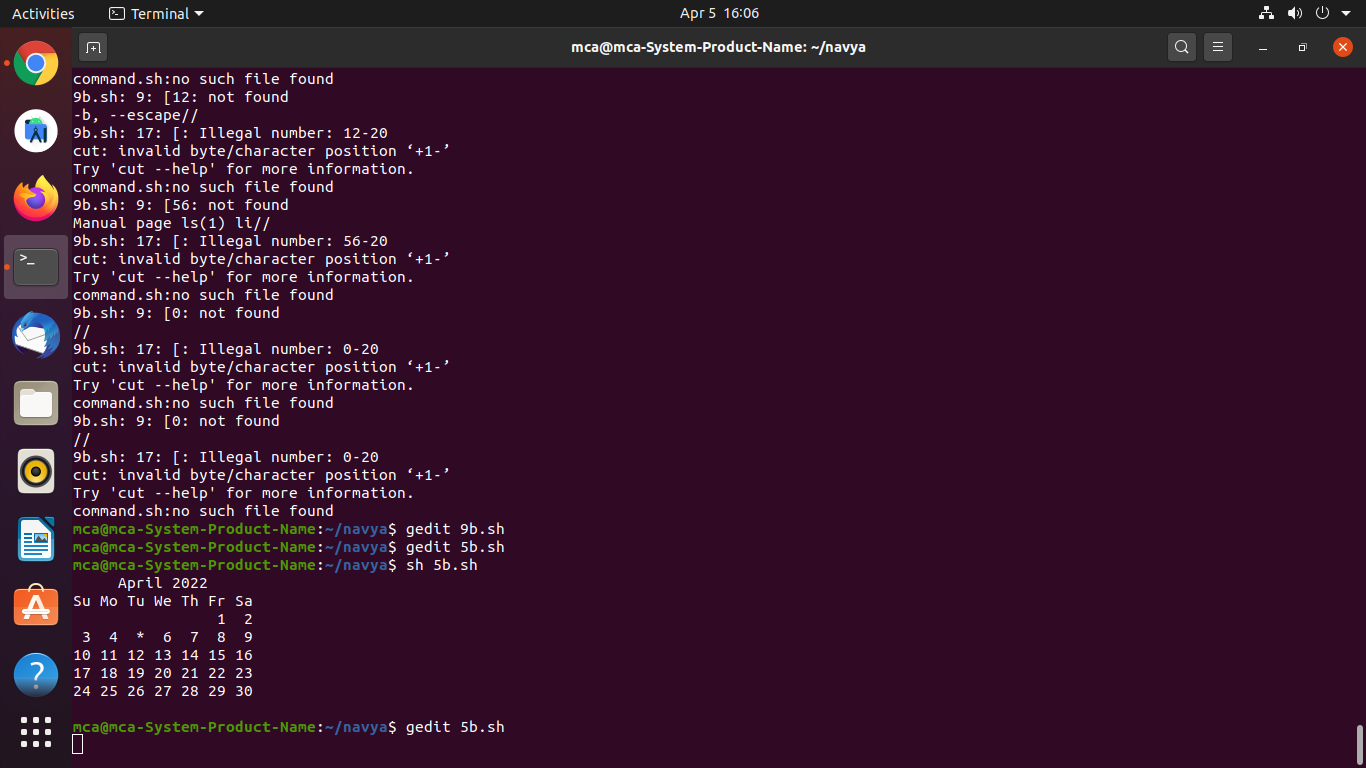 Activities
Terminal
Apr 5 16:06
mca@mca-System-Product-Name: ~/navya
command.sh:no such file found
9b.sh: 9: [12: not found
-b, --escape//
9b.sh: 17: [: Illegal number: 12-20
cut: invalid byte/character position ‘+1-’
Try 'cut --help' for more information.
command.sh:no such file found
9b.sh: 9: [56: not found
Manual page ls(1) li//
9b.sh: 17: [: Illegal number: 56-20
cut: invalid byte/character position ‘+1-’
Try 'cut --help' for more information.
command.sh:no such file found
9b.sh: 9: [0: not found
//
9b.sh: 17: [: Illegal number: 0-20
cut: invalid byte/character position ‘+1-’
Try 'cut --help' for more information.
command.sh:no such file found
9b.sh: 9: [0: not found
//
9b.sh: 17: [: Illegal number: 0-20
cut: invalid byte/character position ‘+1-’
Try 'cut --help' for more information.
command.sh:no such file found
mca@mca-System-Product-Name:~/navya$ gedit 9b.sh
mca@mca-System-Product-Name:~/navya$ gedit 5b.sh
mca@mca-System-Product-Name:~/navya$ sh 5b.sh
     April 2022
Su Mo Tu We Th Fr Sa
                1  2
 3  4  *  6  7  8  9
10 11 12 13 14 15 16
17 18 19 20 21 22 23
24 25 26 27 28 29 30
mca@mca-System-Product-Name:~/navya$ gedit 5b.sh